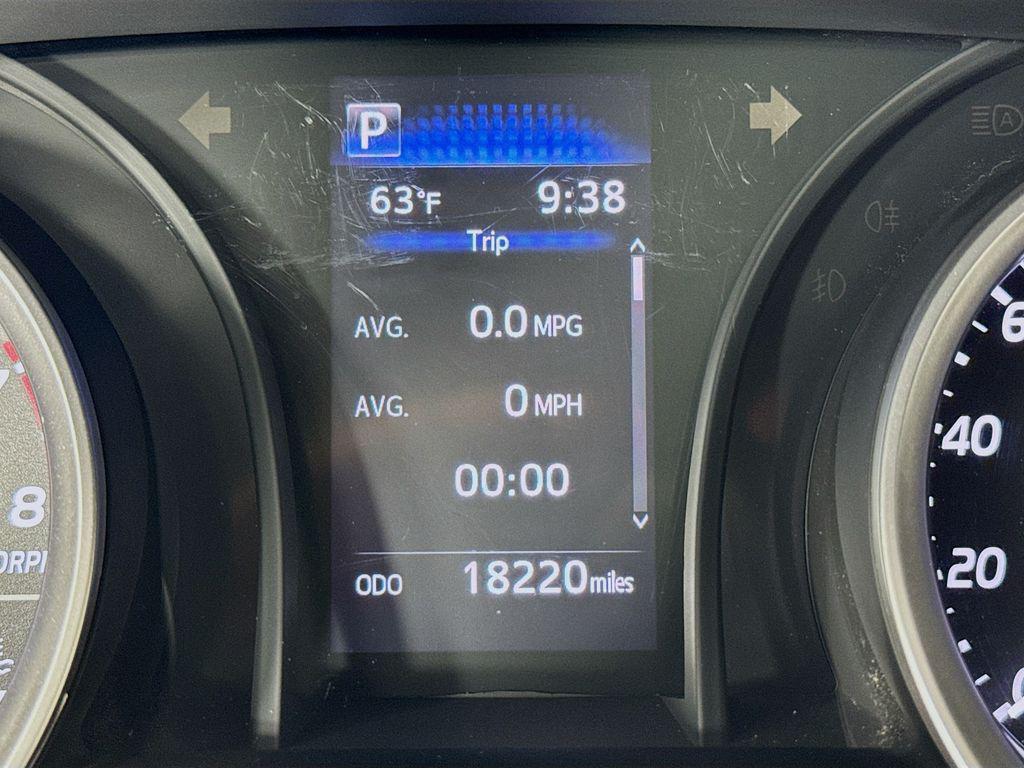 P
63°F 9:38
Trip
AVG. 0.0 MPG
AVG. 0 MPH
00:00
ODO 18220 miles
8
A
40
20